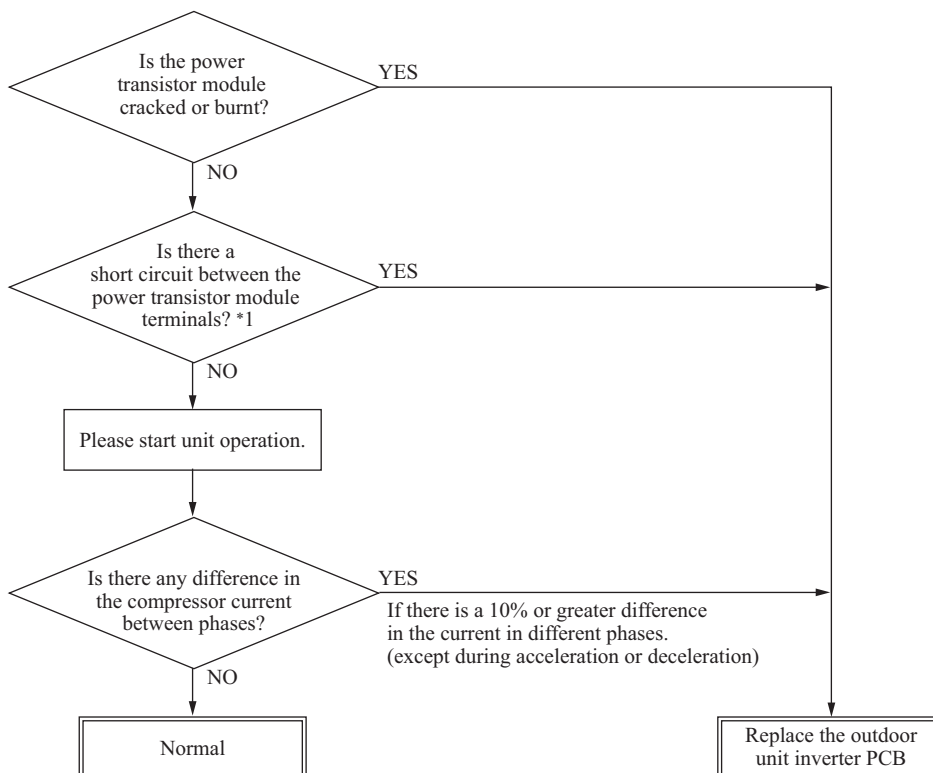 Is the power
transistor module
cracked or burnt?
YES
NO
Is there a
short circuit between the
power transistor module
terminals? *1
YES
NO
Please start unit operation.
Is there any difference in
the compressor current
between phases?
YES
If there is a 10% or greater difference
in the current in different phases.
(except during acceleration or deceleration)
NO
Normal
Replace the outdoor
unit inverter PCB